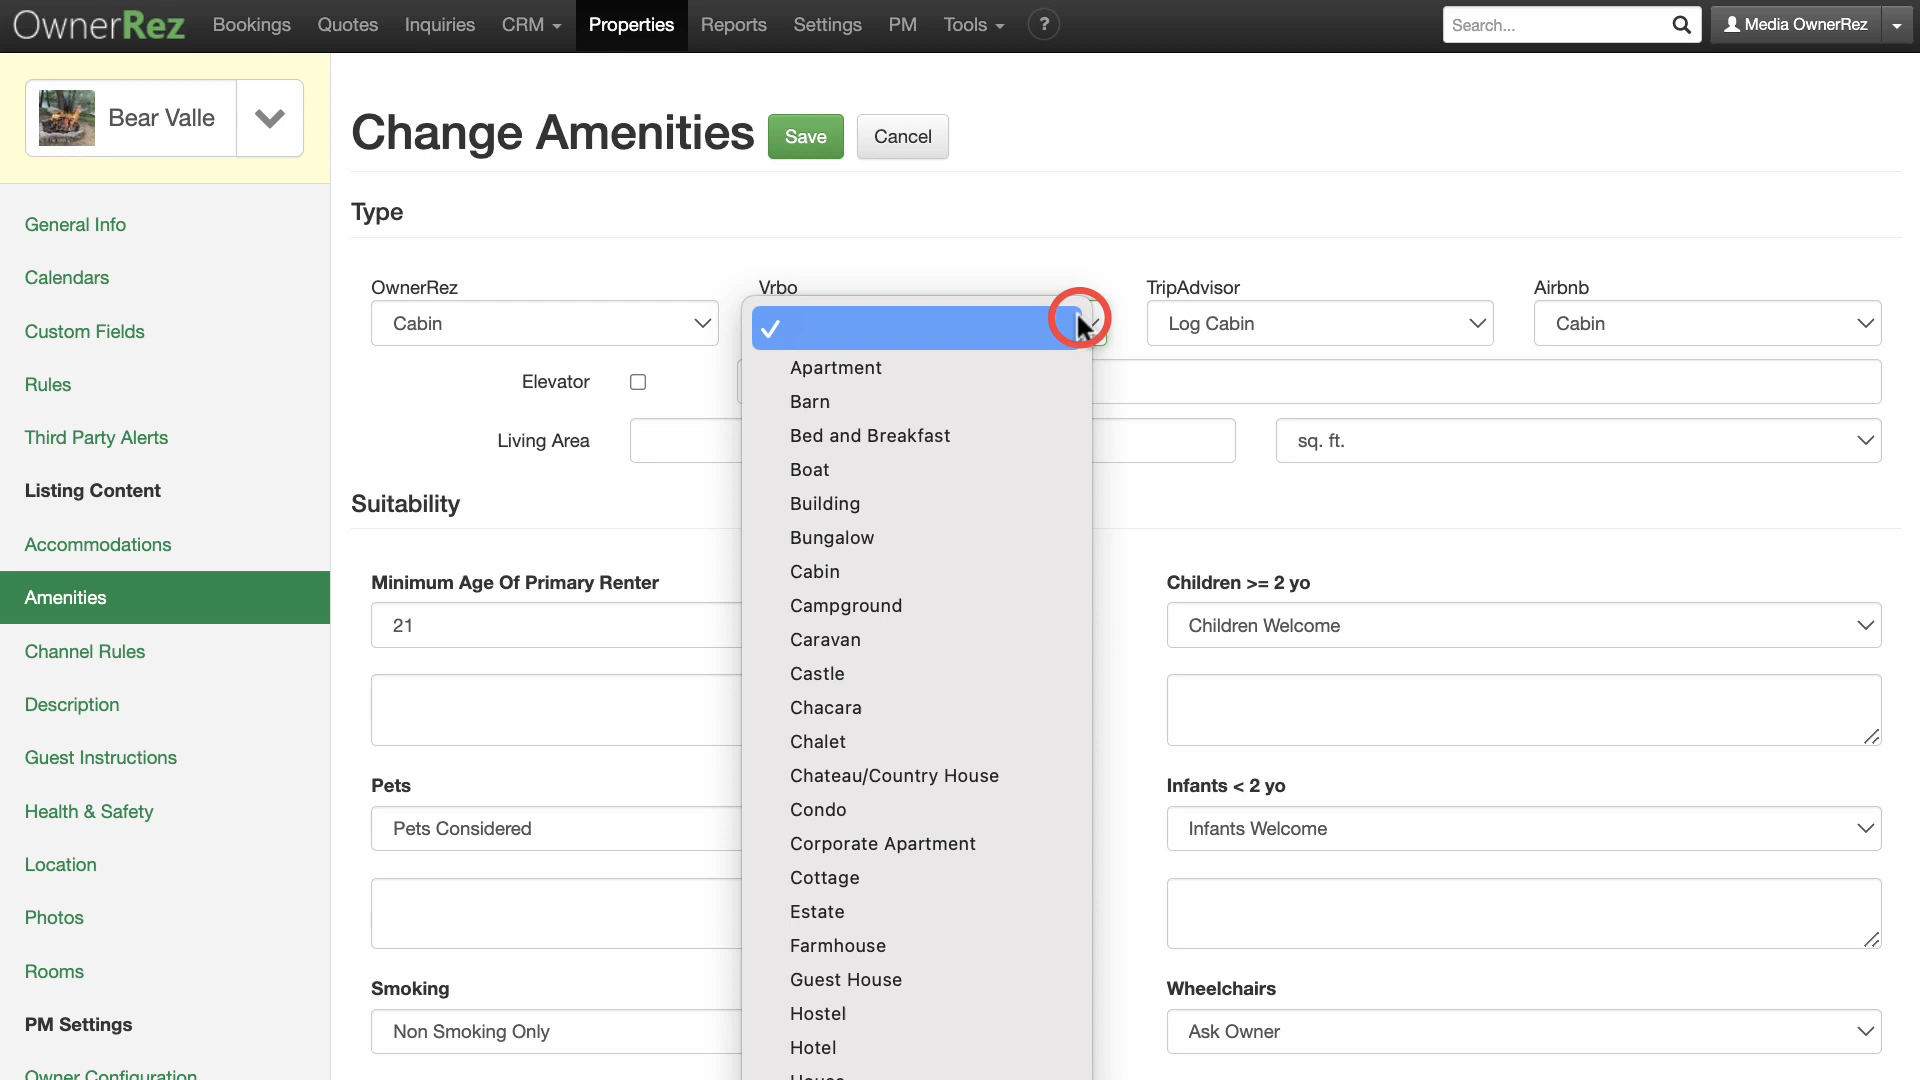 OwnerRez
Bookings
Quotes
Inquiries
CRM
Properties
Reports
Settings
PM
Tools
?
Search...
Media OwnerRez
Bear Valle
General Info
Calendars
Custom Fields
Rules
Third Party Alerts
Listing Content
Accommodations
Amenities
Channel Rules
Description
Guest Instructions
Health & Safety
Location
Photos
Rooms
PM Settings
Owner Configuration
Change Amenities
Save
Cancel
Type
OwnerRez
Cabin
Vrbo
TripAdvisor
Log Cabin
Airbnb
Cabin
Elevator
Living Area
sq. ft.
Apartment
Barn
Bed and Breakfast
Boat
Building
Bungalow
Cabin
Campground
Caravan
Castle
Chacara
Chalet
Chateau/Country House
Condo
Corporate Apartment
Cottage
Estate
Farmhouse
Guest House
Hostel
Hotel
House
Suitability
Minimum Age Of Primary Renter
21
Children >= 2 yo
Children Welcome
Pets
Pets Considered
Infants < 2 yo
Infants Welcome
Smoking
Non Smoking Only
Wheelchairs
Ask Owner